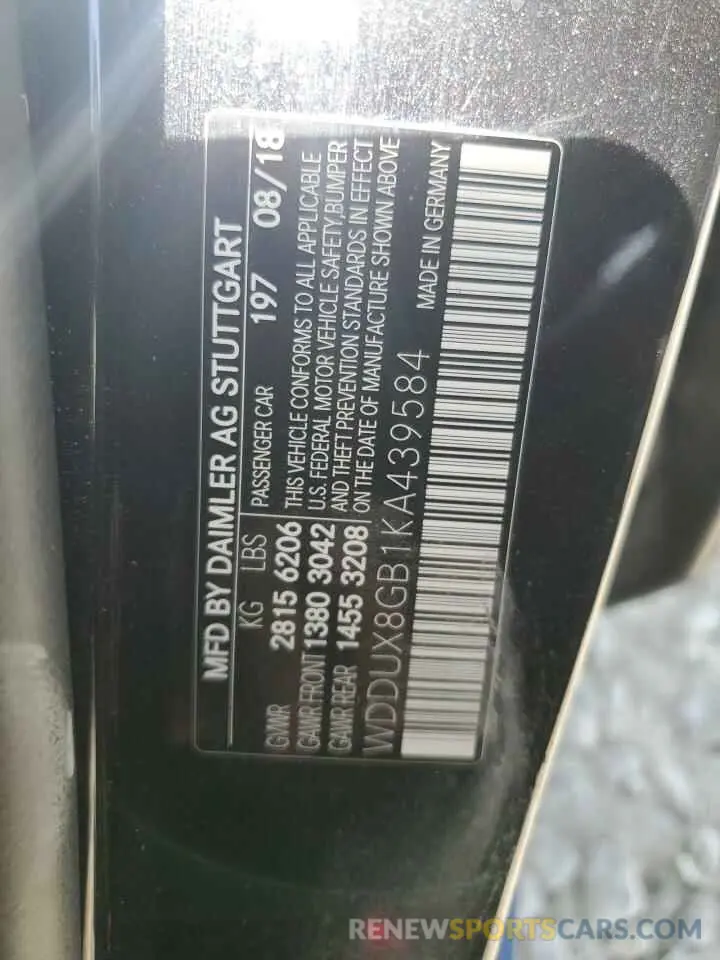 MFD BY DAIMLER AG STUTTGART
KG LBS PASSENGER CAR 197 08/18
GVWR 2815 6206
GAWR FRONT 1380 3042
GAWR REAR 1455 3208
THIS VEHICLE CONFORMS TO ALL APPLICABLE
U.S. FEDERAL MOTOR VEHICLE SAFETY,BUMPER
AND THEFT PREVENTION STANDARDS IN EFFECT
ON THE DATE OF MANUFACTURE SHOWN ABOVE
WDDUX8GB1KA439584 MADE IN GERMANY
RENEWSPORTSCARS.COM